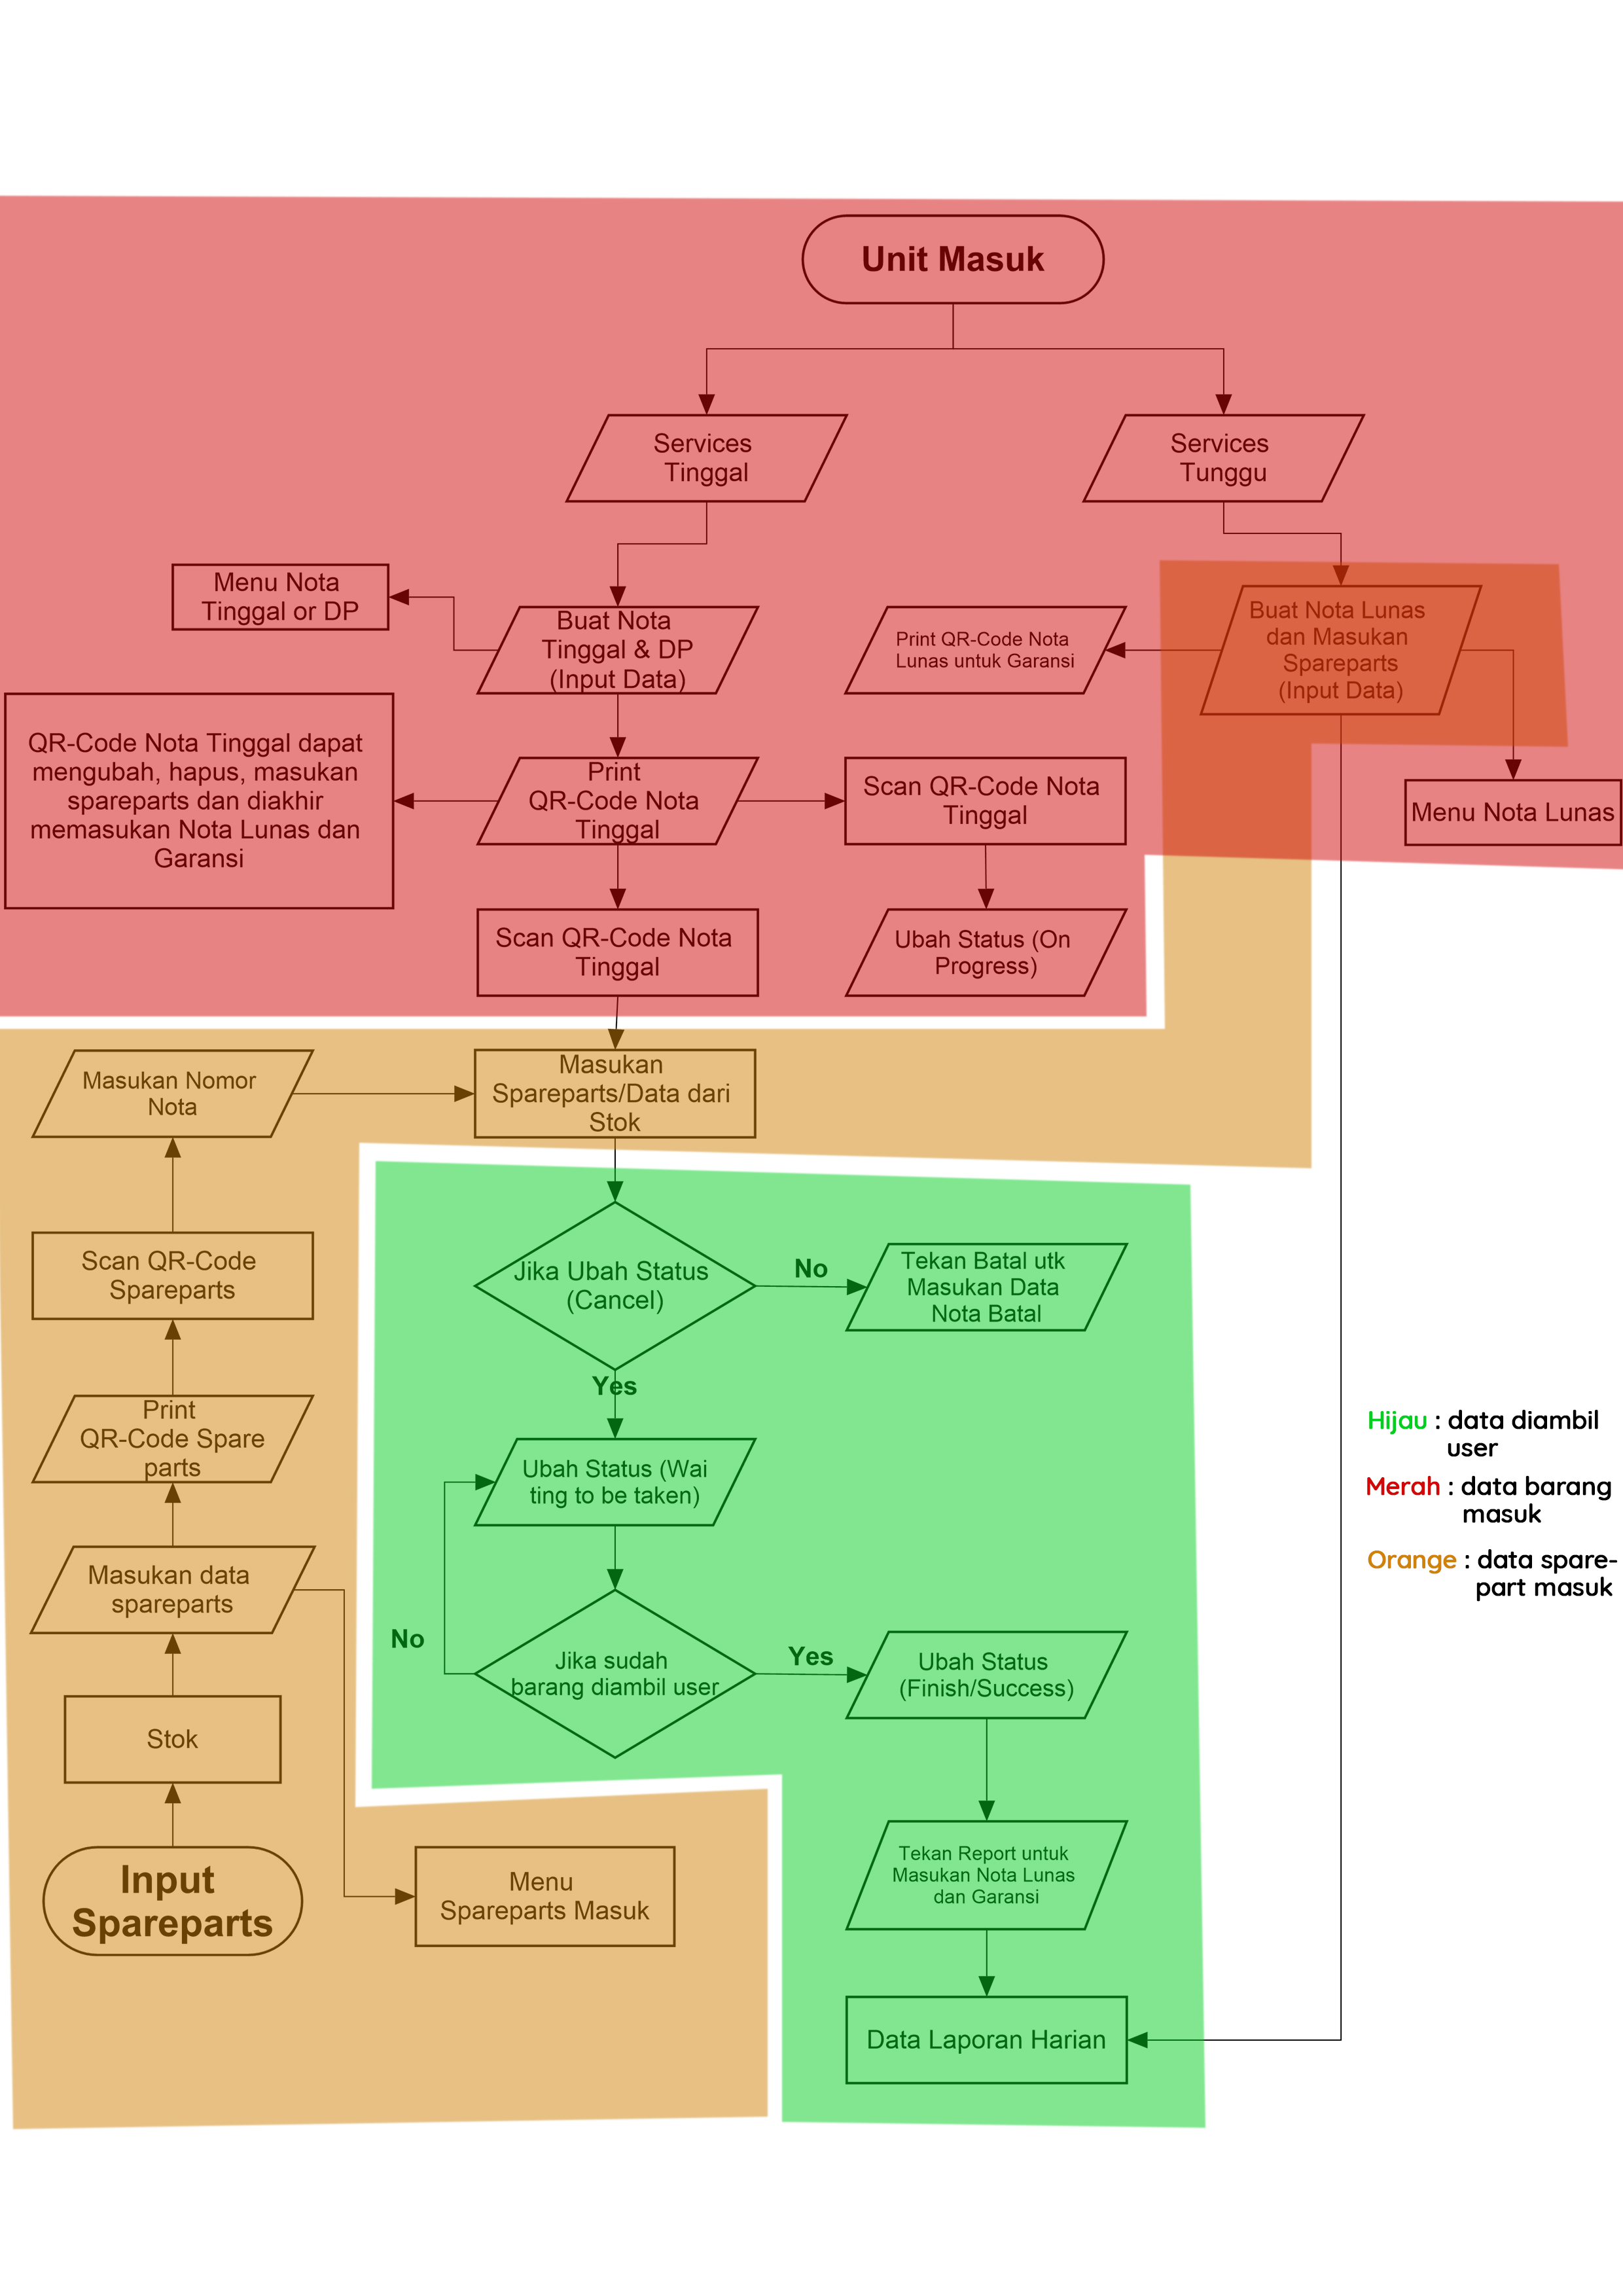 Unit Masuk
Services
Tinggal
Services
Tunggu
Menu Nota
Tinggal or DP
Buat Nota
Tinggal & DP
(Input Data)
Print QR-Code Nota
Lunas untuk Garansi
Buat Nota Lunas
dan Masukan
Spareparts
(Input Data)
QR-Code Nota Tinggal dapat
mengubah, hapus, masukan
spareparts dan diakhir
memasukan Nota Lunas dan
Garansi
Print
QR-Code Nota
Tinggal
Scan QR-Code Nota
Tinggal
Menu Nota Lunas
Scan QR-Code Nota
Tinggal
Ubah Status (On
Progress)
Masukan Nomor
Nota
Masukan
Spareparts/Data dari
Stok
Scan QR-Code
Spareparts
Jika Ubah Status
(Cancel)
No
Tekan Batal utk
Masukan Data
Nota Batal
Yes
Print
QR-Code Spare
parts
Ubah Status (Wai
ting to be taken)
Hijau : data diambil
user
Merah : data barang
masuk
Orange : data spare-
part masuk
Masukan data
spareparts
No
Jika sudah
barang diambil user
Yes
Ubah Status
(Finish/Success)
Stok
Input
Spareparts
Menu
Spareparts Masuk
Tekan Report untuk
Masukan Nota Lunas
dan Garansi
Data Laporan Harian